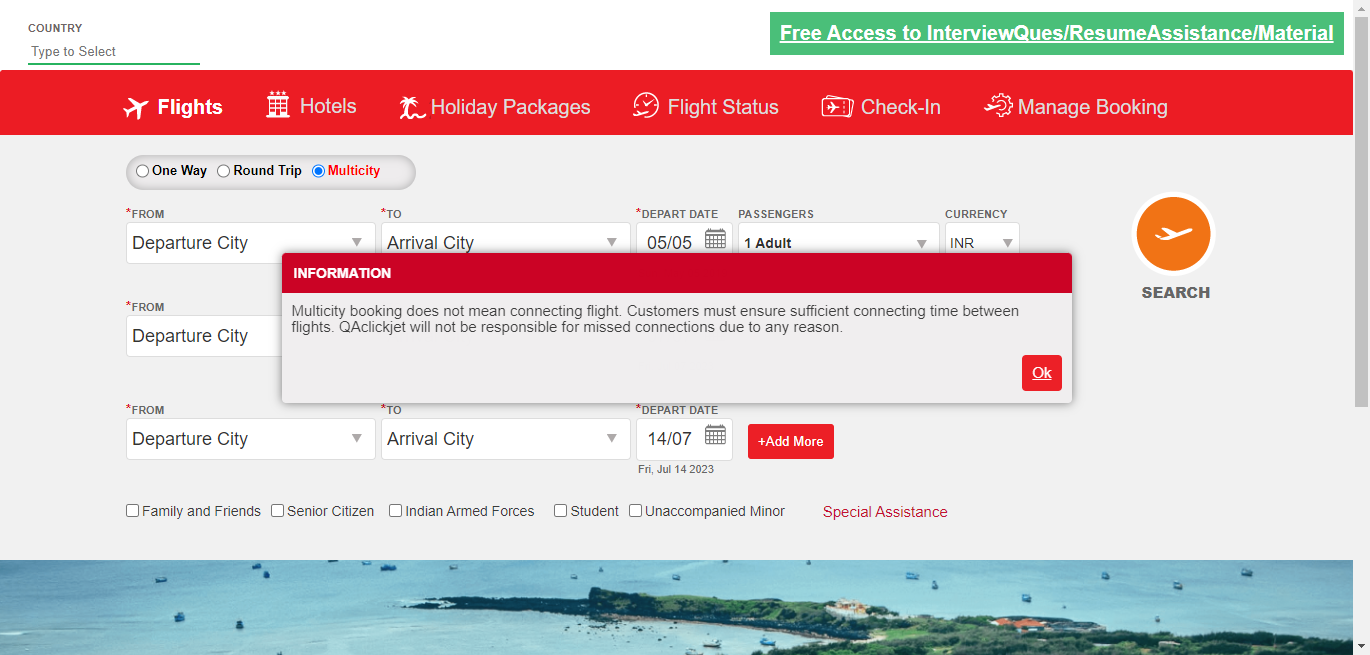 COUNTRY
Type to Select
Free Access to InterviewQues/ResumeAssistance/Material
Flights Hotels Holiday Packages Flight Status Check-In Manage Booking
One Way Round Trip Multicity
*FROM *TO *DEPART DATE PASSENGERS CURRENCY
Departure City Arrival City 05/05 1 Adult INR
SEARCH
INFORMATION
Multicity booking does not mean connecting flight. Customers must ensure sufficient connecting time between
flights. QAclickjet will not be responsible for missed connections due to any reason.
Ok
*FROM
Departure City
*FROM *TO *DEPART DATE
Departure City Arrival City 14/07 +Add More
Fri, Jul 14 2023
Family and Friends Senior Citizen Indian Armed Forces Student Unaccompanied Minor Special Assistance